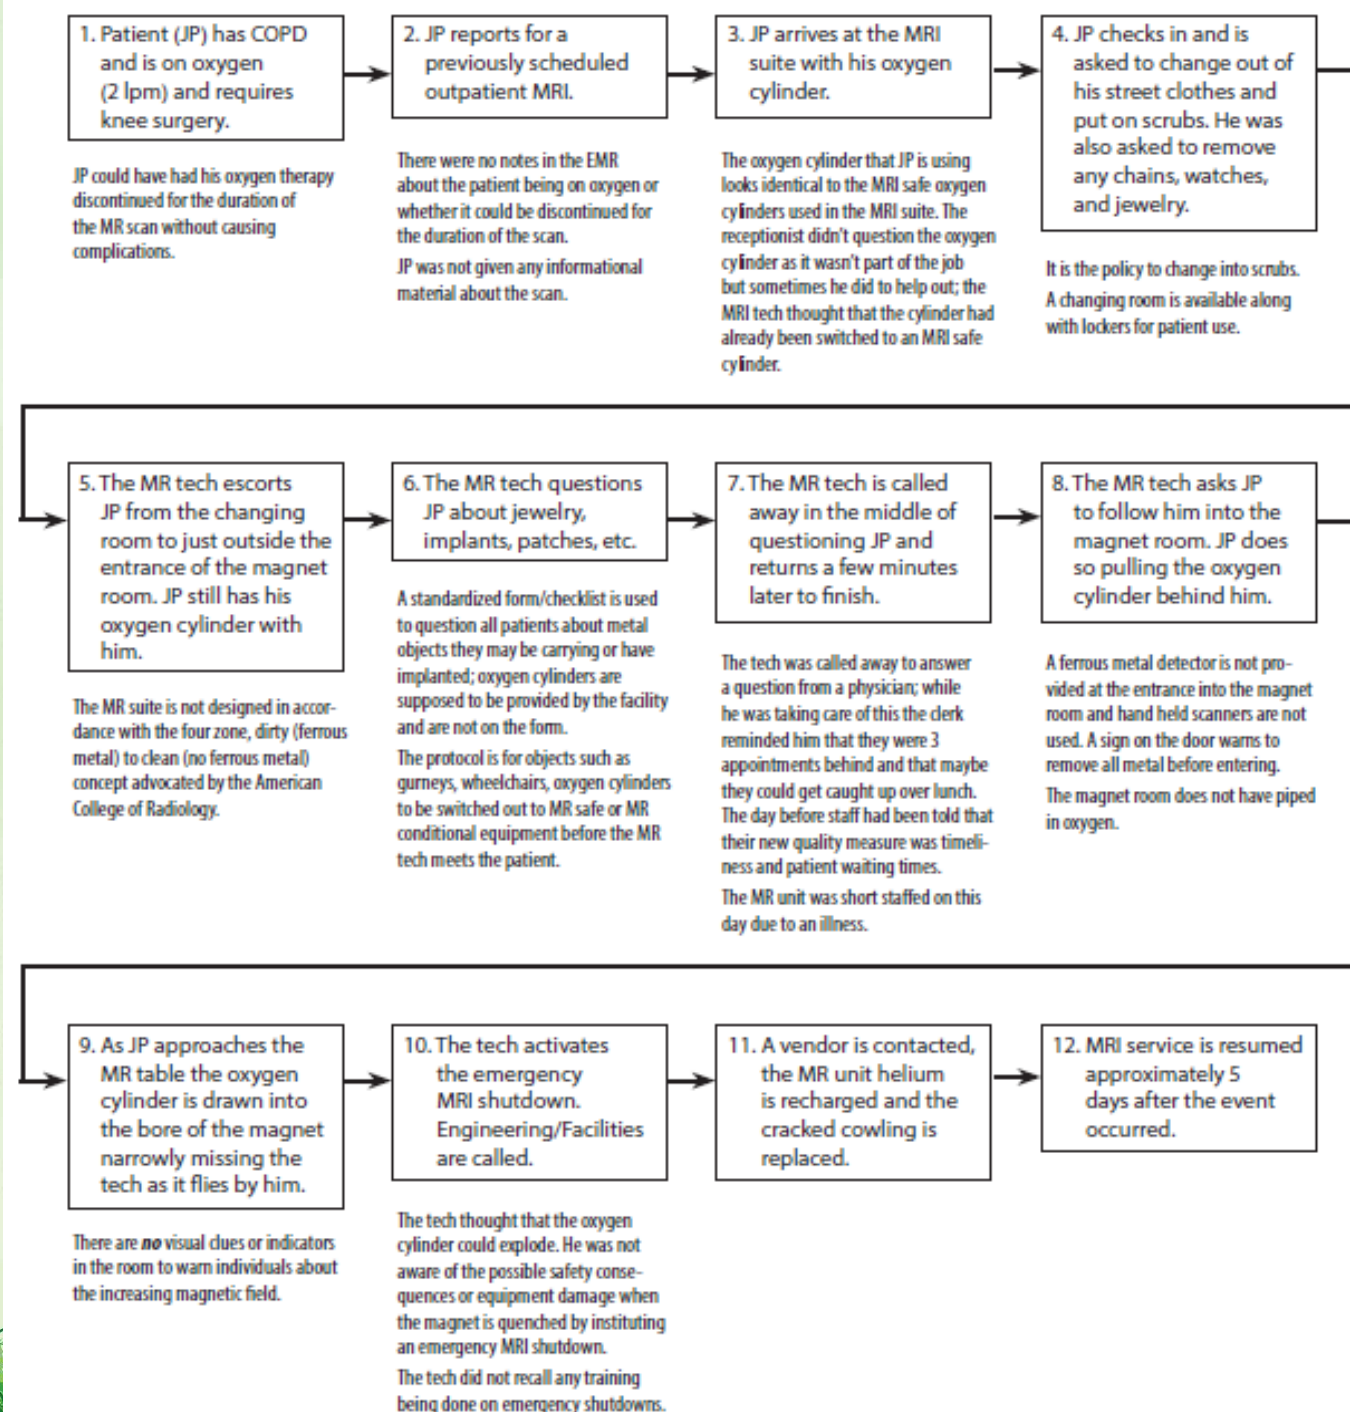 1. Patient (JP) has COPD
and is on oxygen
(2 lpm) and requires
knee surgery.
JP could have had his oxygen therapy
discontinued for the duration of
the MR scan without causing
complications.
2. JP reports for a
previously scheduled
outpatient MRI.
There were no notes in the EMR
about the patient being on oxygen or
whether it could be discontinued for
the duration of the scan.
JP was not given any informational
material about the scan.
3. JP arrives at the MRI
suite with his oxygen
cylinder.
The oxygen cylinder that JP is using
looks identical to the MRI safe oxygen
cylinders used in the MRI suite. The
receptionist didn't question the oxygen
cylinder as it wasn't part of the job
but sometimes he did to help out; the
MRI tech thought that the cylinder had
already been switched to an MRI safe
cylinder.
4. JP checks in and is
asked to change out of
his street clothes and
put on scrubs. He was
also asked to remove
any chains, watches,
and jewelry.
It is the policy to change into scrubs.
A changing room is available along
with lockers for patient use.
5. The MR tech escorts
JP from the changing
room to just outside the
entrance of the magnet
room. JP still has his
oxygen cylinder with
him.
The MR suite is not designed in accor-
dance with the four zone, dirty (ferrous
metal) to clean (no ferrous metal)
concept advocated by the American
College of Radiology.
6. The MR tech questions
JP about jewelry,
implants, patches, etc.
A standardized form/checklist is used
to question all patients about metal
objects they may be carrying or have
implanted; oxygen cylinders are
supposed to be provided by the facility
and are not on the form.
The protocol is for objects such as
gurneys, wheelchairs, oxygen cylinders
to be switched out to MR safe or MR
conditional equipment before the MR
tech meets the patient.
7. The MR tech is called
away in the middle of
questioning JP and
returns a few minutes
later to finish.
The tech was called away to answer
a question from a physician; while
he was taking care of this the clerk
reminded him that they were 3
appointments behind and that maybe
they could get caught up over lunch.
The day before staff had been told that
their new quality measure was timeli-
ness and patient waiting times.
The MR unit was short staffed on this
day due to an illness.
8. The MR tech asks JP
to follow him into the
magnet room. JP does
so pulling the oxygen
cylinder behind him.
A ferrous metal detector is not pro-
vided at the entrance into the magnet
room and hand held scanners are not
used. A sign on the door warns to
remove all metal before entering.
The magnet room does not have piped
in oxygen.
9. As JP approaches the
MR table the oxygen
cylinder is drawn into
the bore of the magnet
narrowly missing the
tech as it flies by him.
There are no visual clues or indicators
in the room to warn individuals about
the increasing magnetic field.
10. The tech activates
the emergency
MRI shutdown.
Engineering/Facilities
are called.
The tech thought that the oxygen
cylinder could explode. He was not
aware of the possible safety conse-
quences or equipment damage when
the magnet is quenched by instituting
an emergency MRI shutdown.
The tech did not recall any training
being done on emergency shutdowns.
11. A vendor is contacted,
the MR unit helium
is recharged and the
cracked cowling is
replaced.
12. MRI service is resumed
approximately 5
days after the event
occurred.